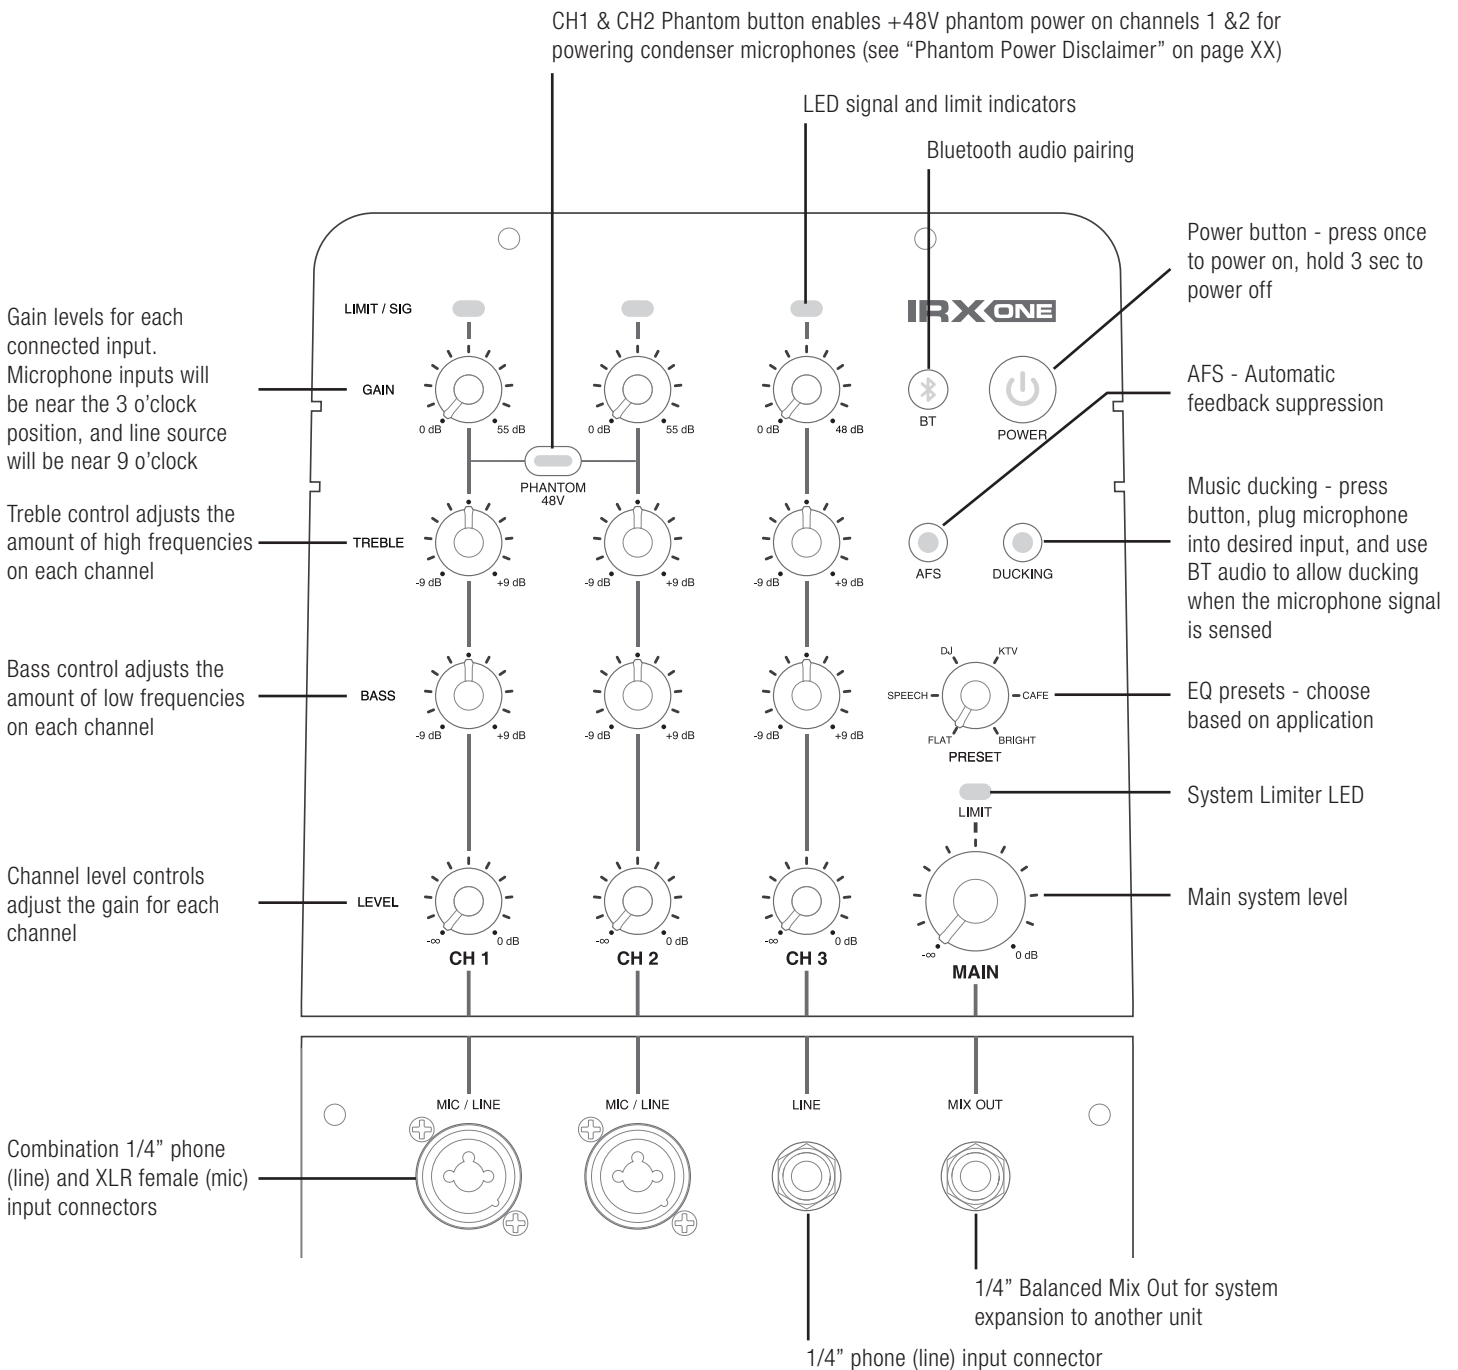 CH1 & CH2 Phantom button enables +48V phantom power on channels 1 &2 for
powering condenser microphones (see “Phantom Power Disclaimer” on page XX)
LED signal and limit indicators
Bluetooth audio pairing
Power button - press once
to power on, hold 3 sec to
power off
AFS - Automatic
feedback suppression
Music ducking - press
button, plug microphone
into desired input, and use
BT audio to allow ducking
when the microphone signal
is sensed
EQ presets - choose
based on application
System Limiter LED
Main system level
Gain levels for each
connected input.
Microphone inputs will
be near the 3 o’clock
position, and line source
will be near 9 o’clock
Treble control adjusts the
amount of high frequencies
on each channel
Bass control adjusts the
amount of low frequencies
on each channel
Channel level controls
adjust the gain for each
channel
Combination 1/4” phone
(line) and XLR female (mic)
input connectors
LIMIT / SIG
IRX ONE
GAIN
0 dB 55 dB 0 dB 55 dB 0 dB 48 dB
BT
POWER
PHANTOM
48V
TREBLE
-9 dB +9 dB -9 dB +9 dB -9 dB +9 dB
AFS DUCKING
BASS
-9 dB +9 dB -9 dB +9 dB -9 dB +9 dB
DJ KTV
SPEECH CAFE
FLAT BRIGHT
PRESET
LIMIT
LEVEL
-∞ 0 dB -∞ 0 dB -∞ 0 dB -∞ 0 dB
CH 1 CH 2 CH 3 MAIN
MIC / LINE MIC / LINE LINE MIX OUT
1/4” Balanced Mix Out for system
expansion to another unit
1/4” phone (line) input connector